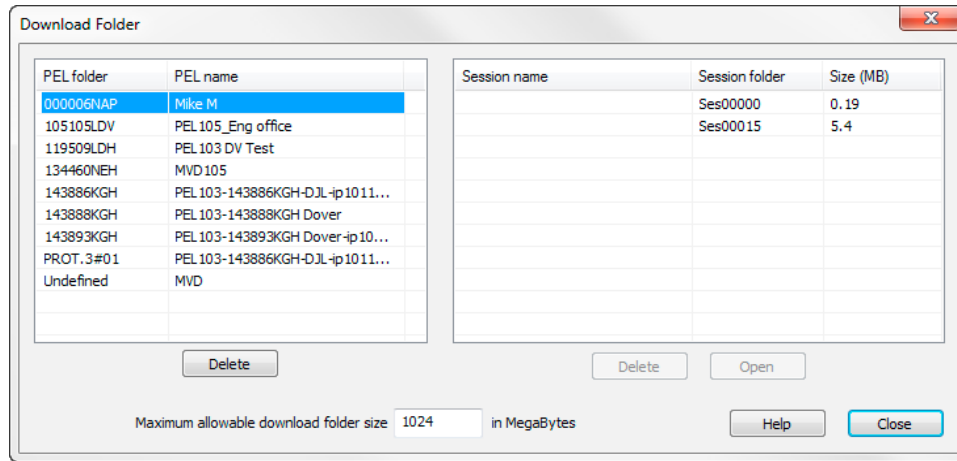 Download Folder
PEL folder PEL name
000006NAP Mike M
105105LDV PEL105_Eng office
119509LDH PEL103 DV Test
134460NEH MVD105
143886KGH PEL103-143886KGH-DJL-ip1011...
143888KGH PEL103-143888KGH Dover
143893KGH PEL103-143893KGH Dover-ip10...
PROT.3#01 PEL103-143886KGH-DJL-ip1011...
Undefined MVD
Delete
Session name Session folder Size (MB)
Ses00000 0.19
Ses00015 5.4
Delete Open
Maximum allowable download folder size 1024 in MegaBytes
Help Close